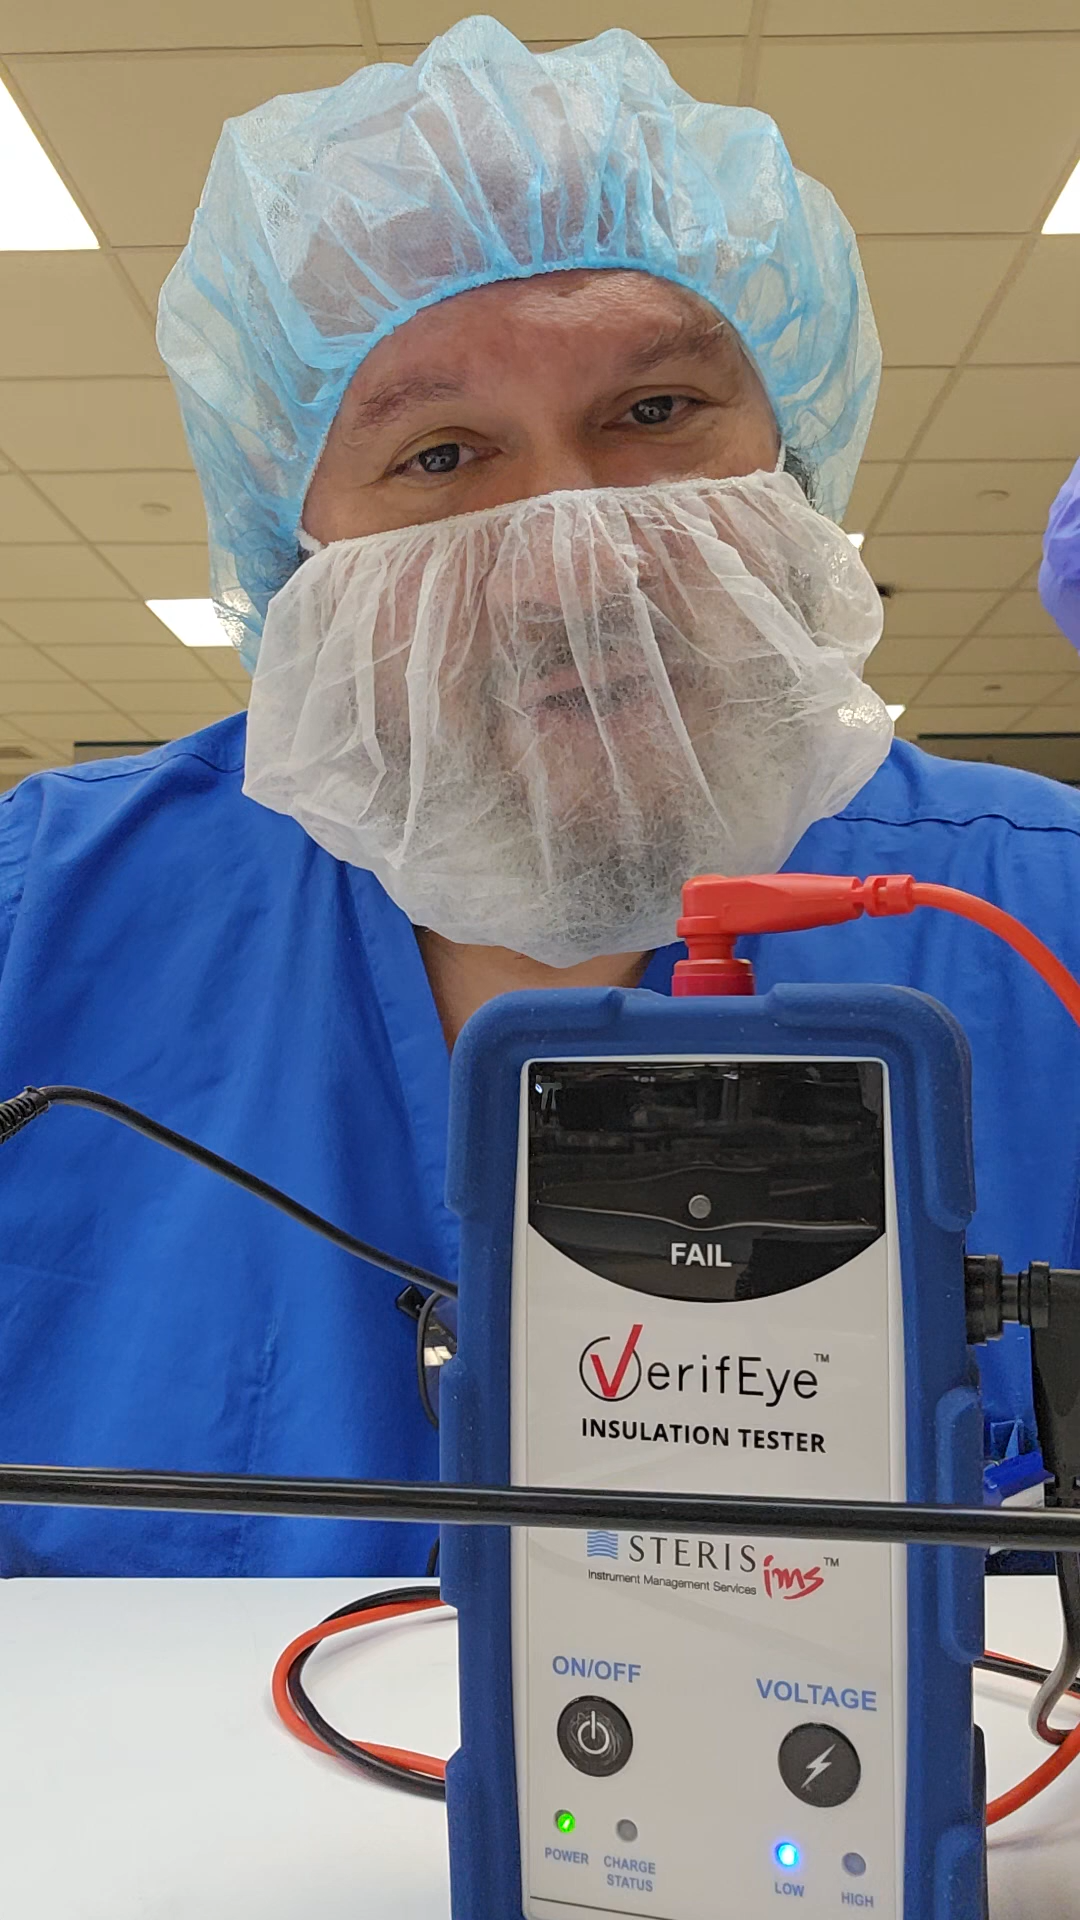 FAIL
VerifEye™
INSULATION TESTER
STERIS ims™
Instrument Management Services
ON/OFF
VOLTAGE
POWER
CHARGE STATUS
LOW
HIGH